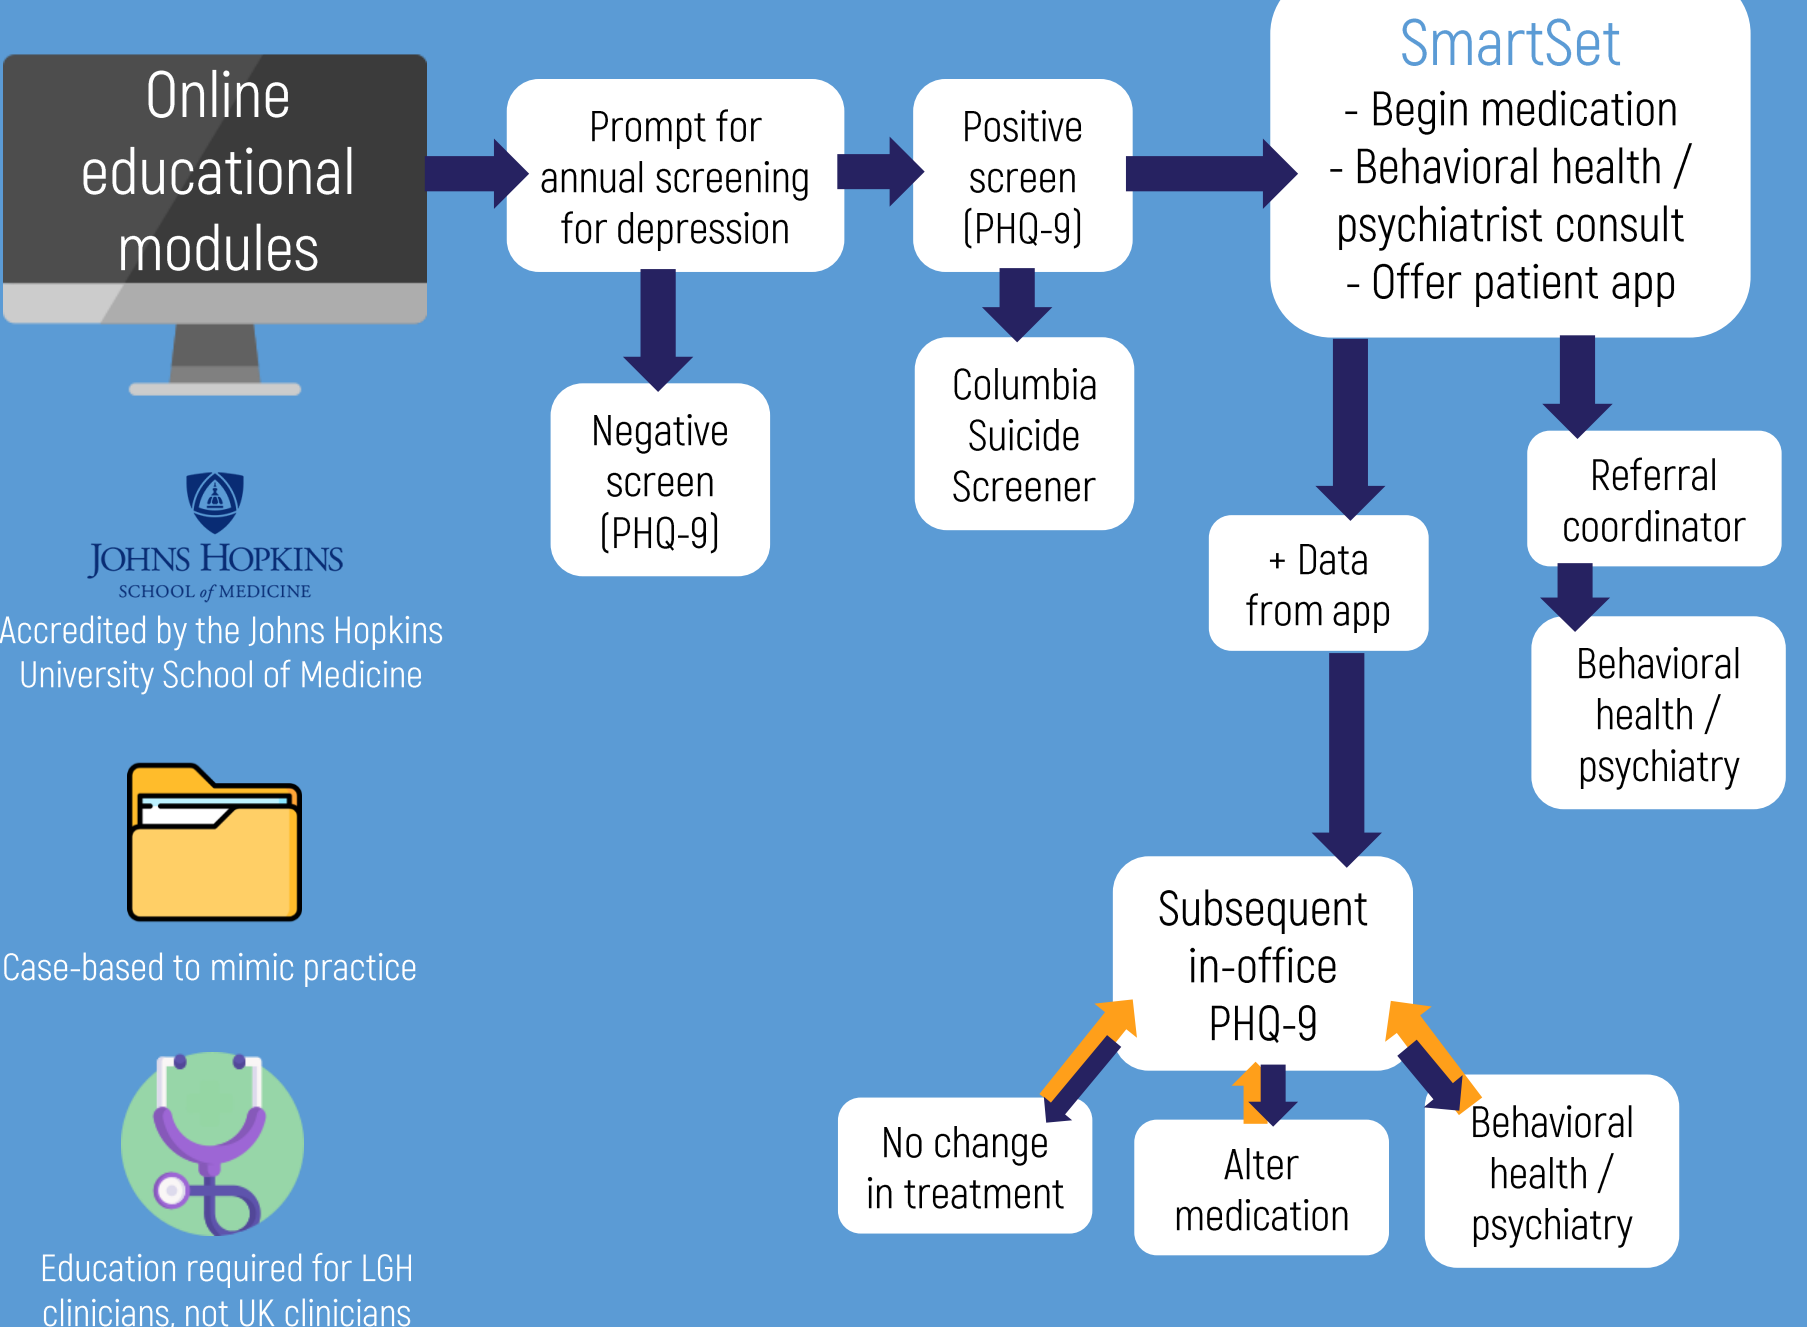 Online
educational
modules
Prompt for
annual screening
for depression
Positive
screen
(PHQ-9)
SmartSet
- Begin medication
- Behavioral health /
psychiatrist consult
- Offer patient app
Negative
screen
(PHQ-9)
Columbia
Suicide
Screener
Referral
coordinator
+ Data
from app
Behavioral
health /
psychiatry
JOHNS HOPKINS
SCHOOL of MEDICINE
Accredited by the Johns Hopkins
University School of Medicine
Case-based to mimic practice
Education required for LGH
clinicians, not UK clinicians
Subsequent
in-office
PHQ-9
No change
in treatment
Alter
medication
Behavioral
health /
psychiatry